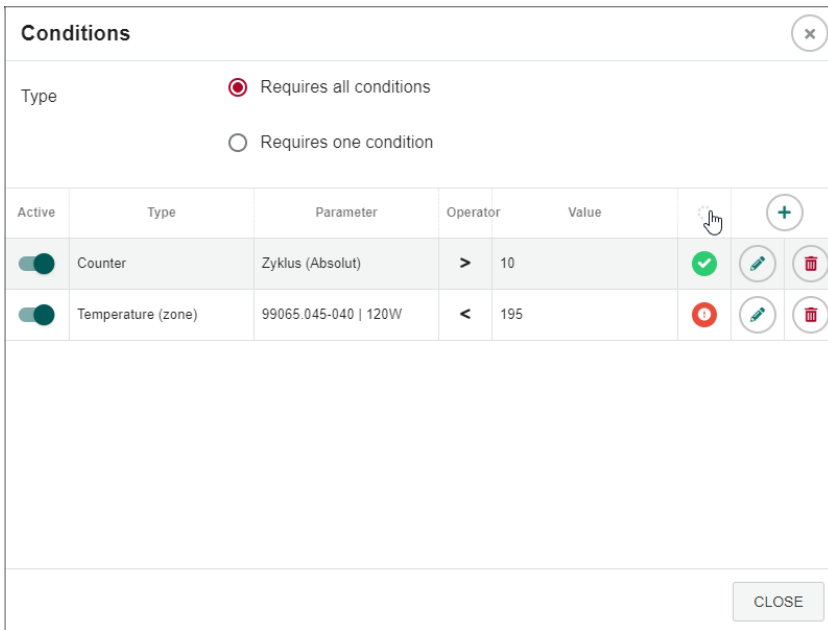 Conditions
Type
Requires all conditions
Requires one condition
Active Type Parameter Operator Value
Counter Zyklus (Absolut) > 10
Temperature (zone) 99065.045-040 | 120W < 195
CLOSE